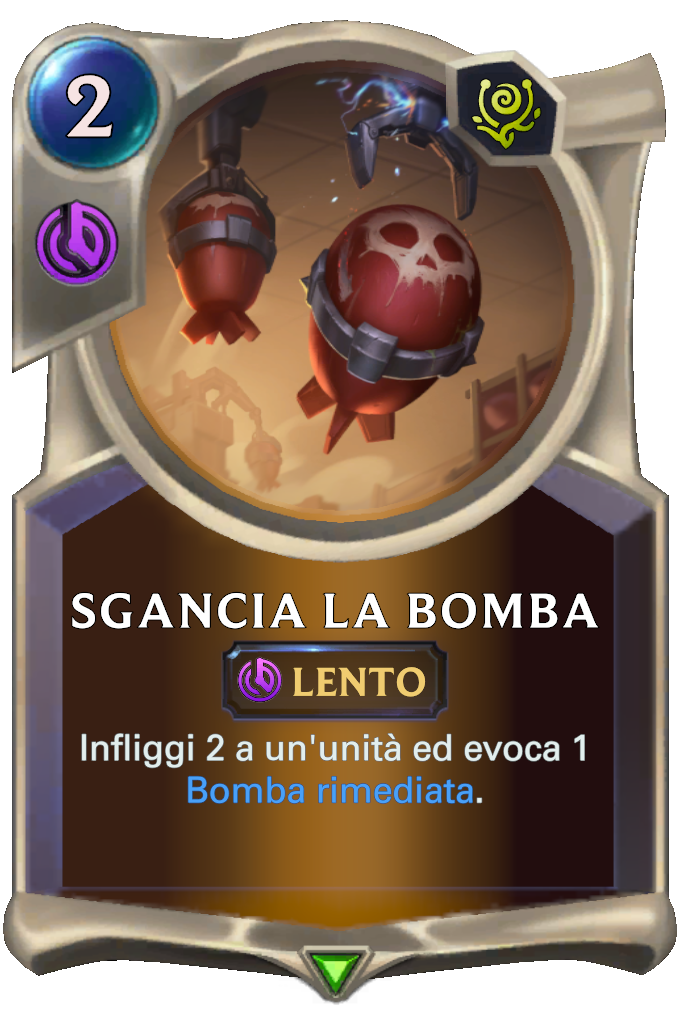 2
SGANCIA LA BOMBA
LENTO
Infliggi 2 a un'unità ed evoca 1
Bomba rimediata.